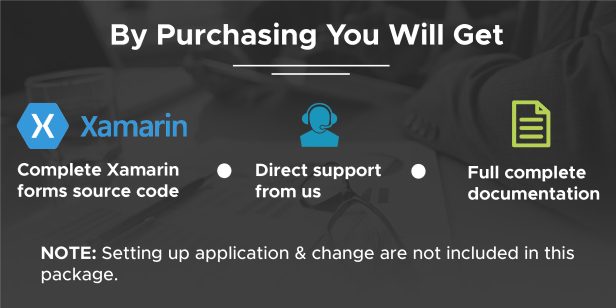 By Purchasing You Will Get
X Xamarin
Complete Xamarin
forms source code
Direct support
from us
Full complete
documentation
NOTE: Setting up application & change are not included in this
package.